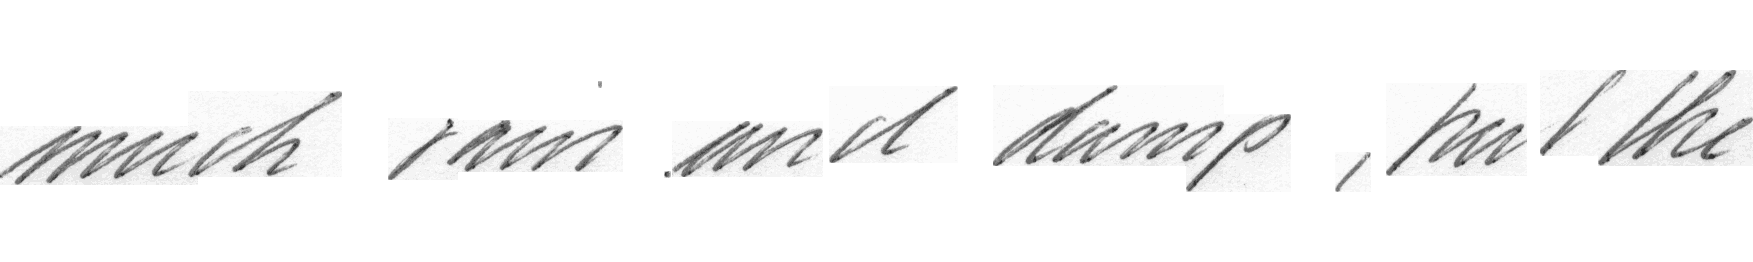 much rain and damp , but the